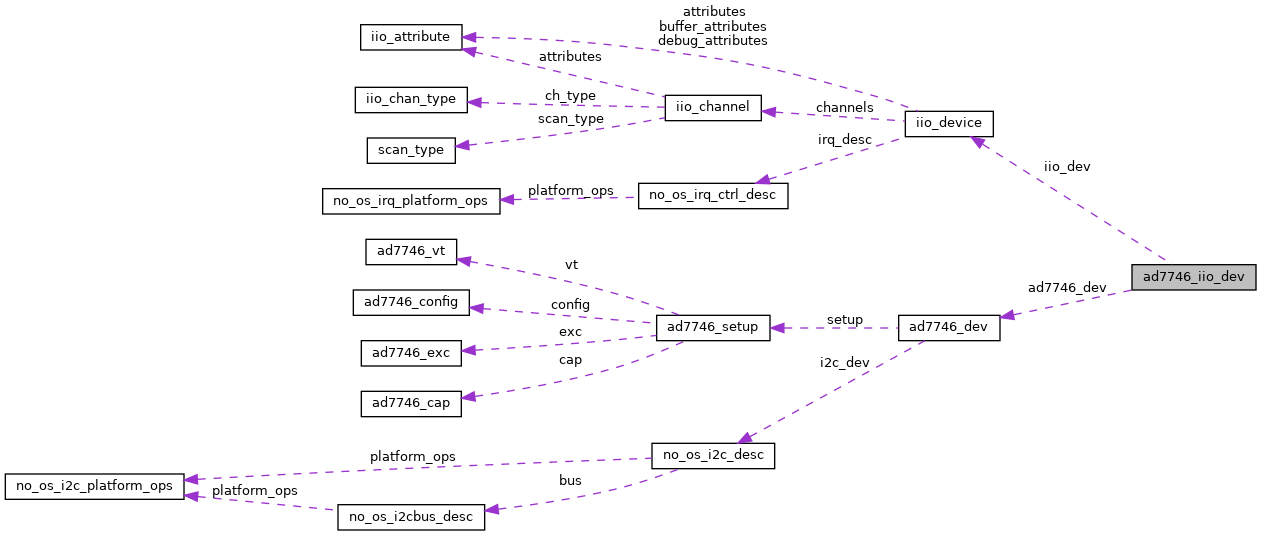 attributes
buffer_attributes
debug_attributes
iio_attribute
attributes
iio_chan_type
ch_type
iio_channel
channels
iio_device
scan_type
scan_type
irq_desc
iio_dev
no_os_irq_platform_ops
platform_ops
no_os_irq_ctrl_desc
ad7746_vt
vt
ad7746_iio_dev
ad7746_config
config
ad7746_dev
ad7746_setup
setup
ad7746_dev
exc
ad7746_exc
cap
i2c_dev
ad7746_cap
platform_ops
no_os_i2c_desc
no_os_i2c_platform_ops
platform_ops
bus
no_os_i2cbus_desc